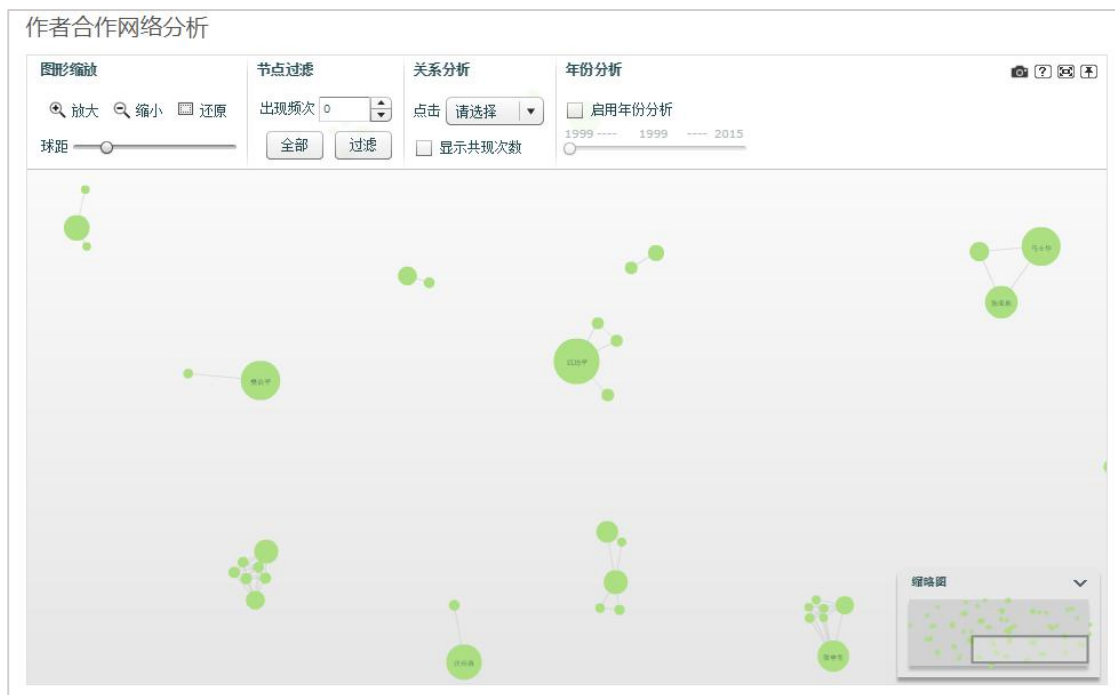 作者合作网络分析
图形缩放
节点过滤
关系分析
年份分析
放大
缩小
还原
出现频次 0
点击 请选择
启用年份分析
球距
全部
过滤
显示共现次数
1999 ---- 1999 ---- 2015
缩略图